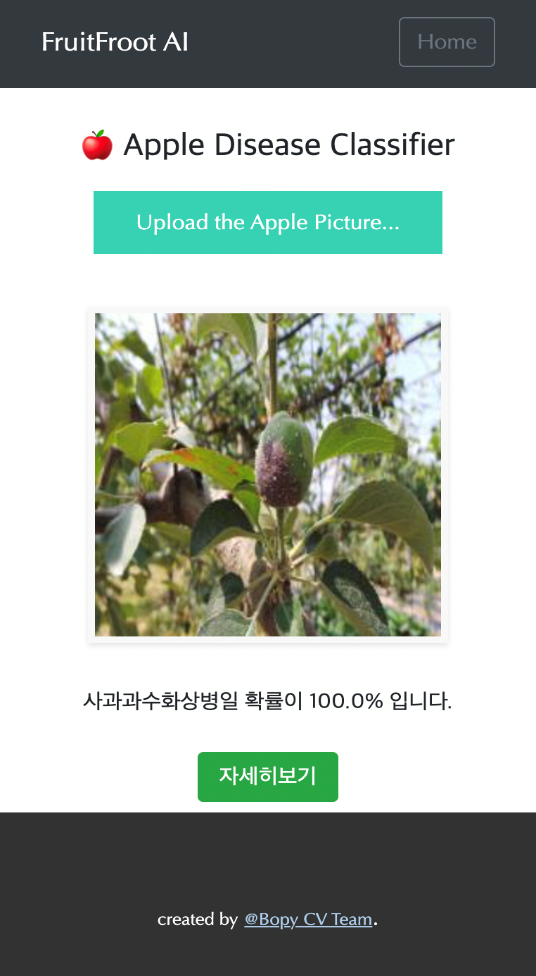 FruitFroot AI
Home
Apple Disease Classifier
Upload the Apple Picture...
사과과수화상병일 확률이 100.0% 입니다.
자세히보기
created by @Bopy CV Team.